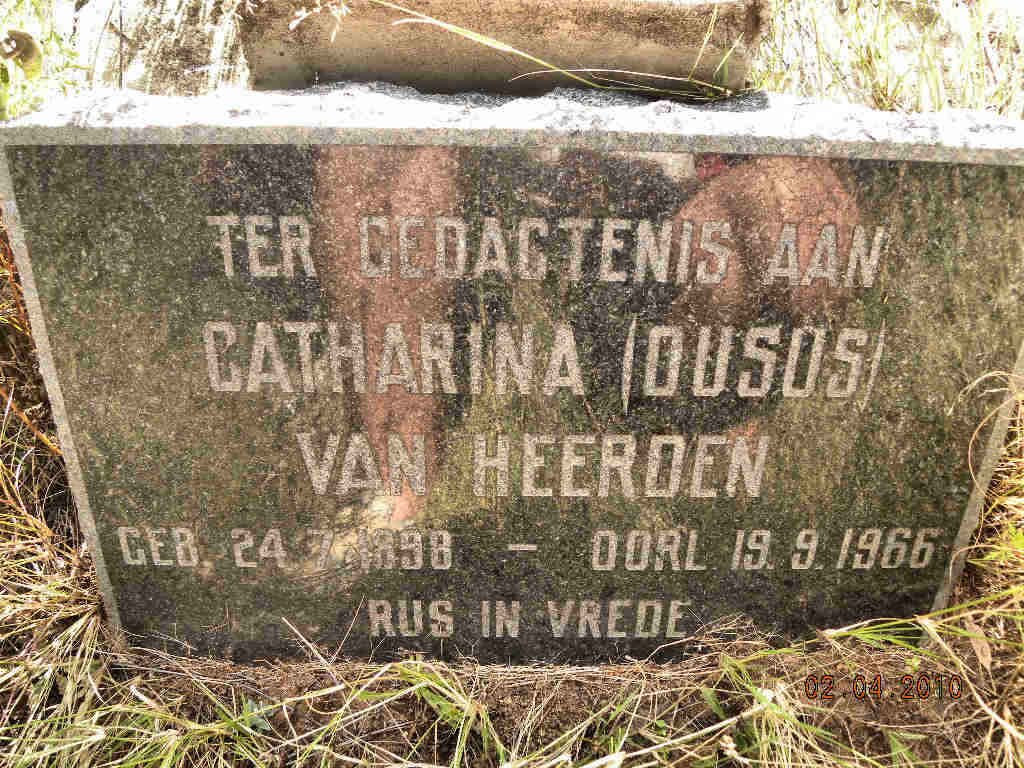 TER GEDAGTENIS AAN
CATHARINA (OUSUS)
VAN HEERDEN
GEB. 24.7.1898 – OORL 19.9.1966
RUS IN VREDE
02 04 2010